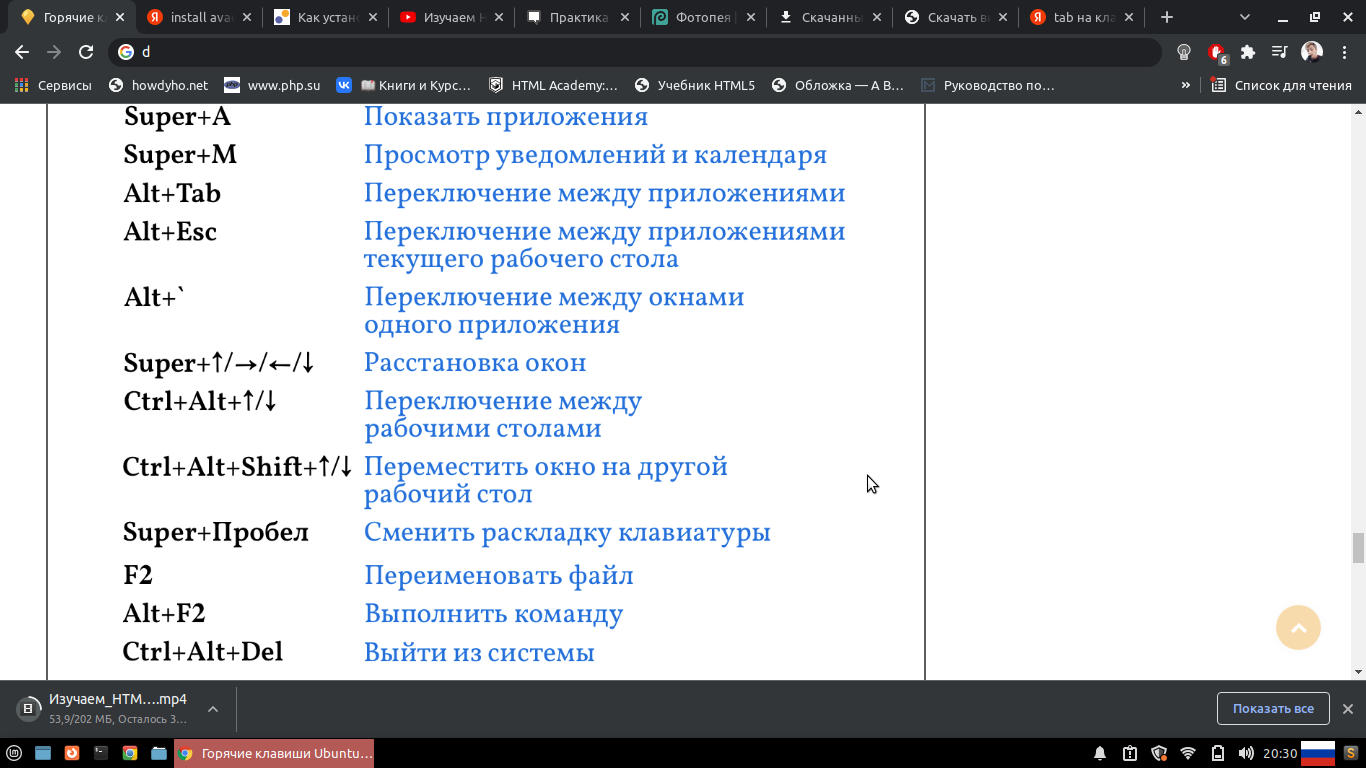 Горячие кл
install ava
Как устан
Изучаем H
Практика
Фотопея
Скачанны
Скачать ви
tab на кла
d
6
Сервисы
howdyho.net
www.php.su
Книги и Курс…
HTML Academy:…
Учебник HTML5
Обложка — A B…
Руководство по…
»
Список для чтения
Super+A Показать приложения
Super+M Просмотр уведомлений и календаря
Alt+Tab Переключение между приложениями
Alt+Esc Переключение между приложениями
текущего рабочего стола
Alt+` Переключение между окнами
одного приложения
Super+↑/→/←/↓ Расстановка окон
Ctrl+Alt+↑/↓ Переключение между
рабочими столами
Ctrl+Alt+Shift+↑/↓ Переместить окно на другой
рабочий стол
Super+Пробел Сменить раскладку клавиатуры
F2 Переименовать файл
Alt+F2 Выполнить команду
Ctrl+Alt+Del Выйти из системы
Изучаем_HTM….mp4
53,9/202 МБ, Осталось 3…
Показать все
Горячие клавиши Ubuntu…
20:30
S